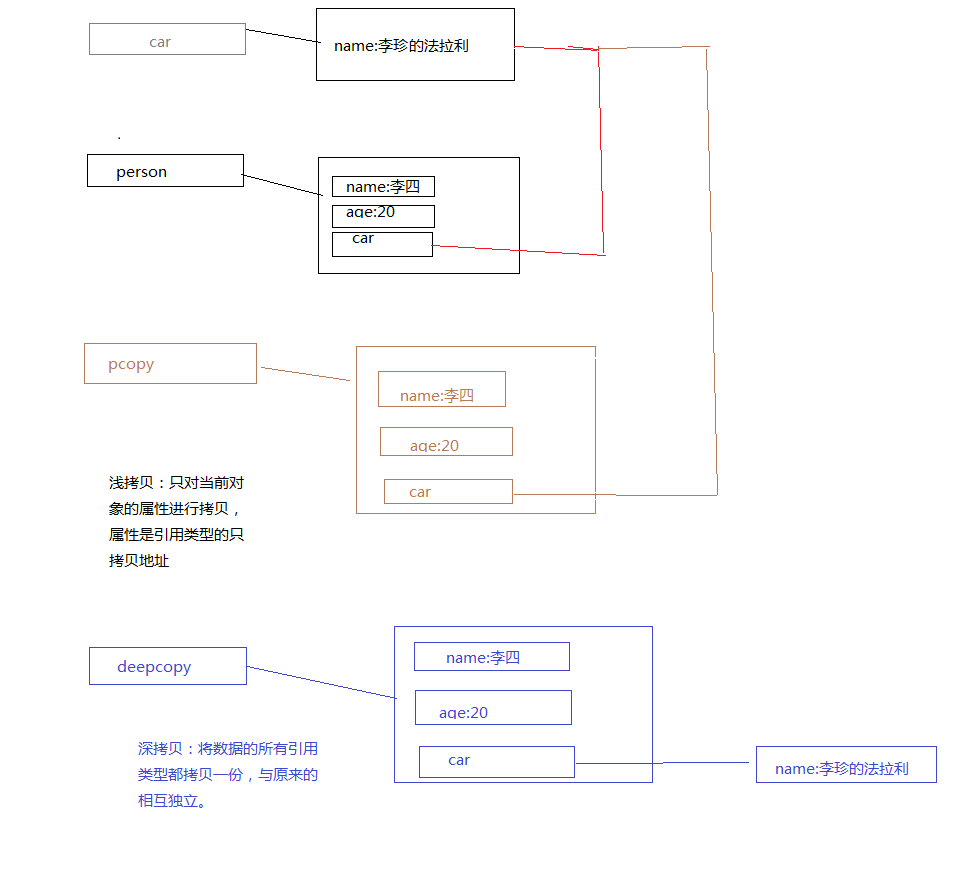 car
name:李珍的法拉利
.
person
name:李四
age:20
car
pcopy
name:李四
age:20
car
浅拷贝：只对当前对
象的属性进行拷贝，
属性是引用类型的只
拷贝地址
deepcopy
name:李四
age:20
car
name:李珍的法拉利
深拷贝：将数据的所有引用
类型都拷贝一份，与原来的
相互独立。